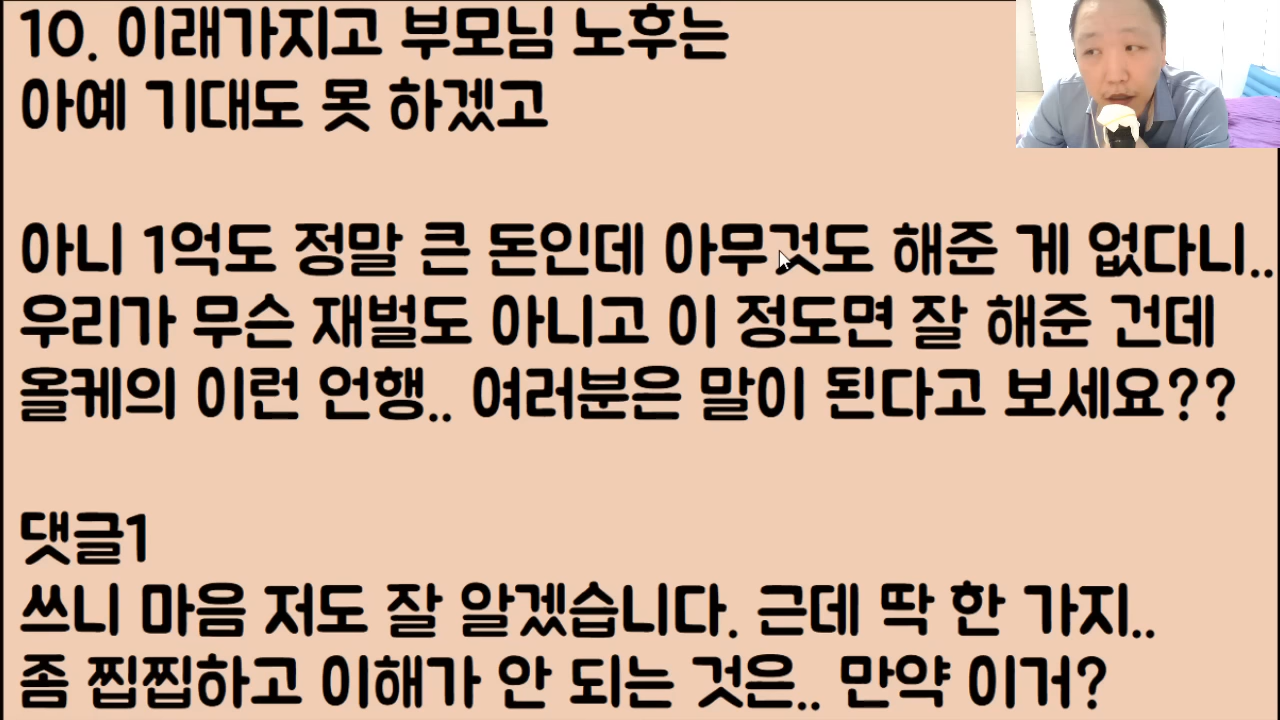 10. 이래가지고 부모님 노후는
아예 기대도 못 하겠고
아니 1억도 정말 큰 돈인데 아무것도 해준 게 없다니..
우리가 무슨 재벌도 아니고 이 정도면 잘 해준 건데
올케의 이런 언행.. 여러분은 말이 된다고 보세요??
댓글1
쓰니 마음 저도 잘 알겠습니다. 근데 딱 한 가지..
좀 찝찝하고 이해가 안 되는 것은.. 만약 이거?